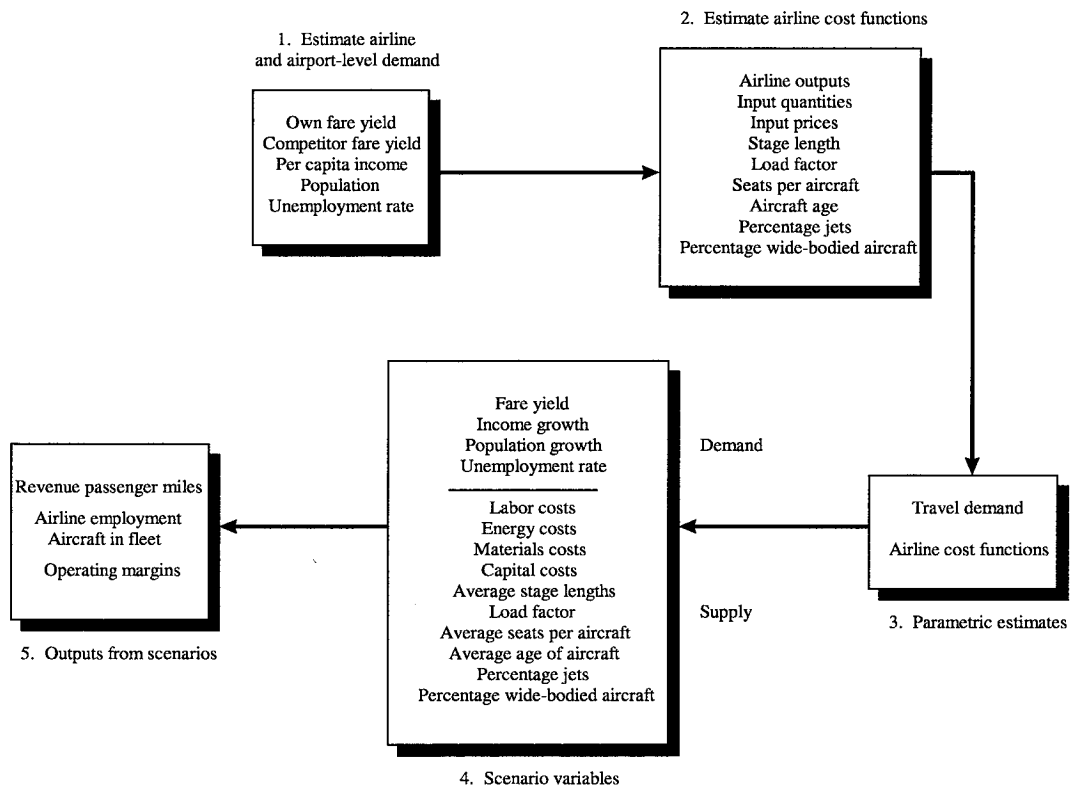 1. Estimate airline
and airport-level demand
Own fare yield
Competitor fare yield
Per capita income
Population
Unemployment rate
2. Estimate airline cost functions
Airline outputs
Input quantities
Input prices
Stage length
Load factor
Seats per aircraft
Aircraft age
Percentage jets
Percentage wide-bodied aircraft
Travel demand
Airline cost functions
3. Parametric estimates
Demand
Supply
Fare yield
Income growth
Population growth
Unemployment rate
Labor costs
Energy costs
Materials costs
Capital costs
Average stage lengths
Load factor
Average seats per aircraft
Average age of aircraft
Percentage jets
Percentage wide-bodied aircraft
4. Scenario variables
Revenue passenger miles
Airline employment
Aircraft in fleet
Operating margins
5. Outputs from scenarios